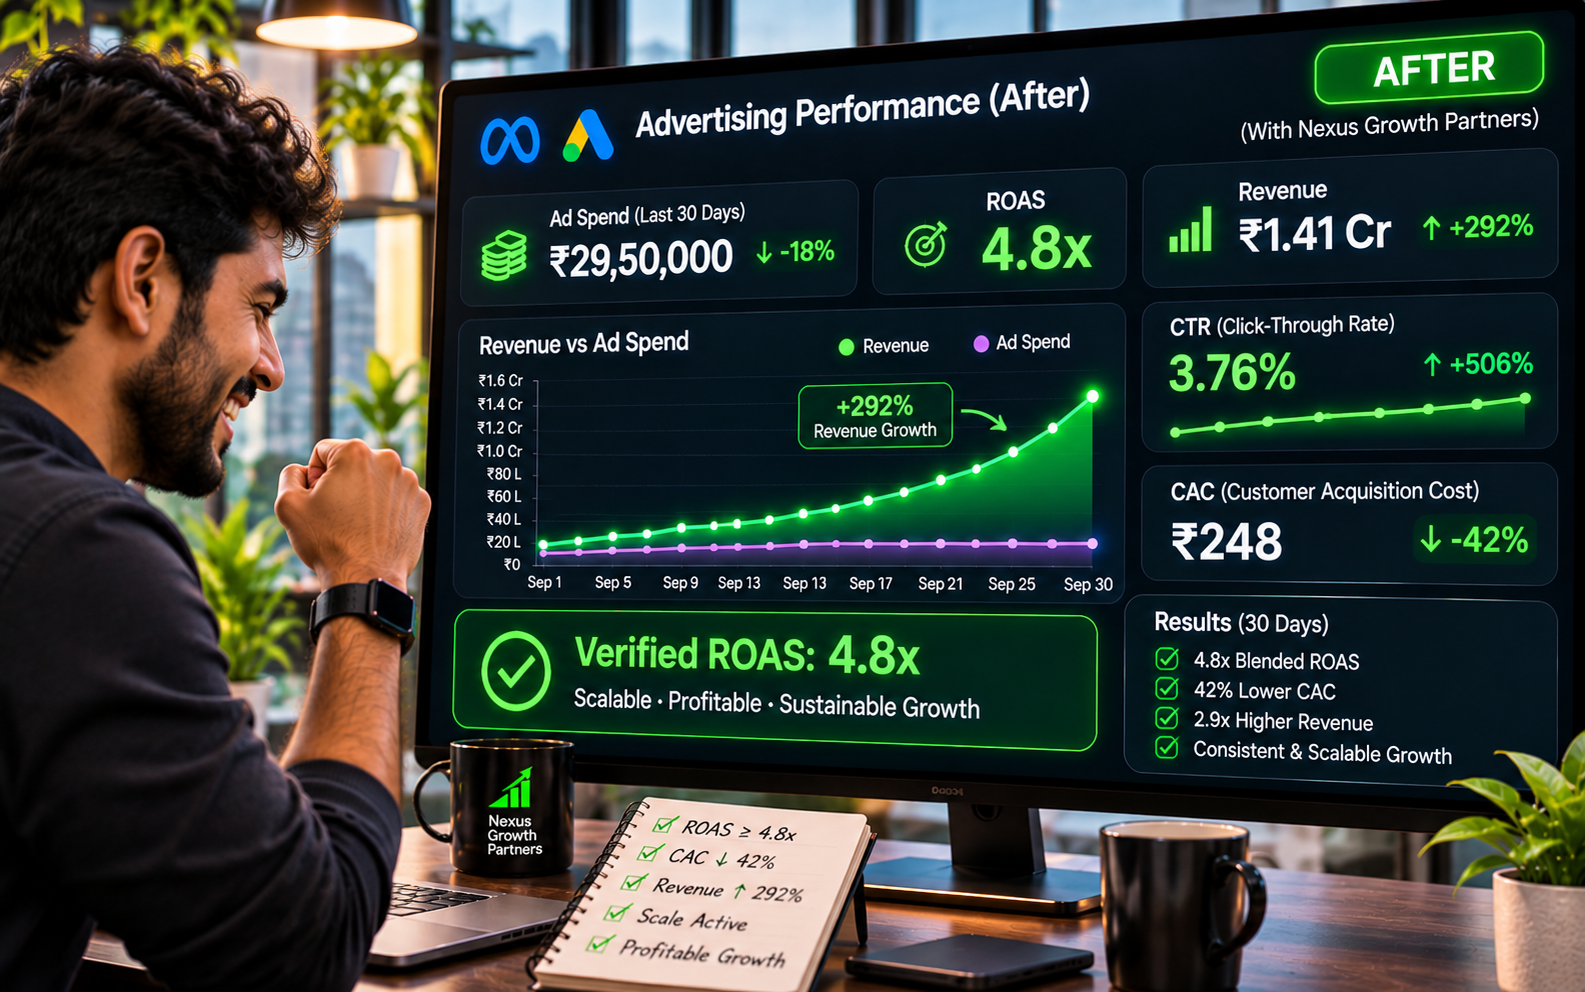 AFTER
(With Nexus Growth Partners)
Advertising Performance (After)
Ad Spend (Last 30 Days)
₹29,50,000 ↓ -18%
ROAS
4.8x
Revenue
₹1.41 Cr ↑ +292%
Revenue vs Ad Spend
Revenue Ad Spend
₹1.6 Cr
₹1.4 Cr
₹1.2 Cr
₹1.0 Cr
₹80 L
₹60 L
₹40 L
₹20 L
₹0
+292%
Revenue Growth
Sep 1 Sep 5 Sep 9 Sep 13 Sep 13 Sep 17 Sep 21 Sep 25 Sep 30
CTR (Click-Through Rate)
3.76% ↑ +506%
CAC (Customer Acquisition Cost)
₹248 ↓ -42%
Verified ROAS: 4.8x
Scalable • Profitable • Sustainable Growth
Results (30 Days)
4.8x Blended ROAS
42% Lower CAC
2.9x Higher Revenue
Consistent & Scalable Growth
Nexus
Growth
Partners
ROAS ≥ 4.8x
CAC ↓ 42%
Revenue ↑ 292%
Scale Active
Profitable Growth